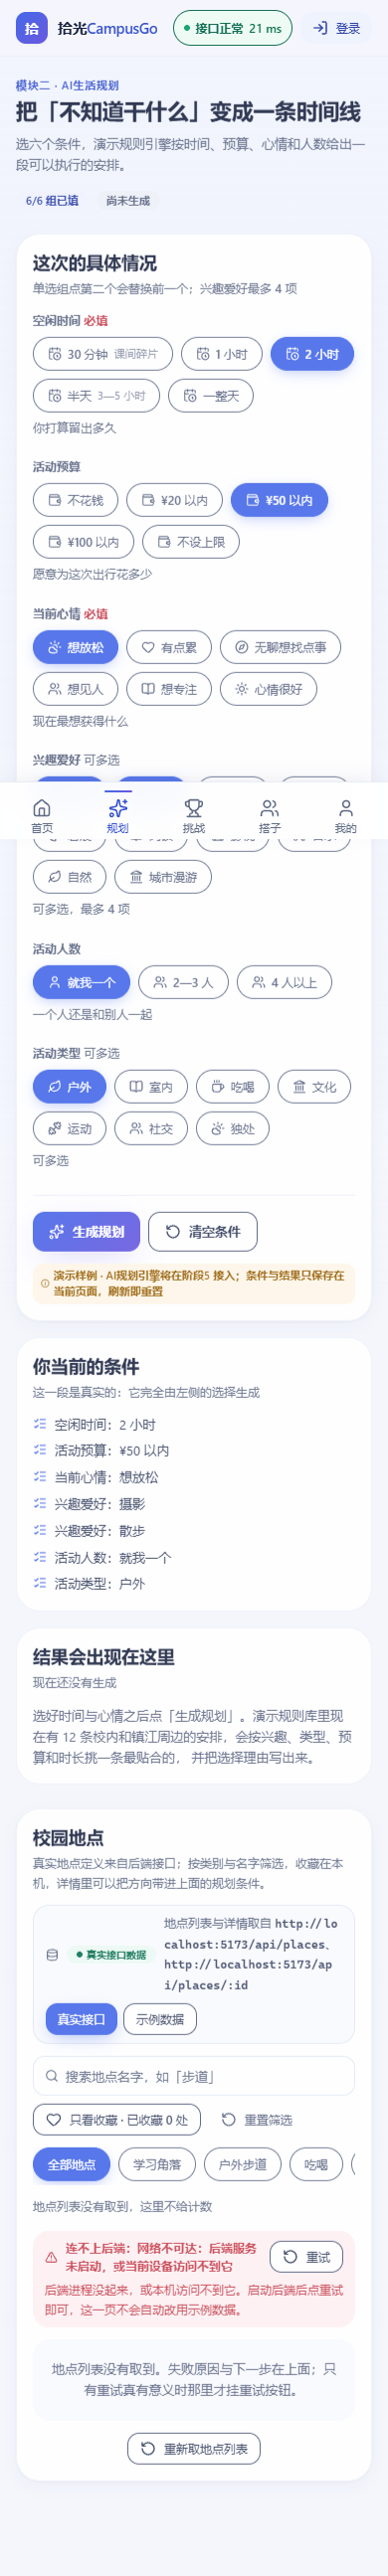 拾 拾光CampusGo 接口正常 21 ms 登录
模块二 · AI生活规划
把「不知道干什么」变成一条时间线
选六个条件，演示规则引擎按时间、预算、心情和人数给出一
段可以执行的安排。
6/6 组已填 尚未生成
这次的具体情况
单选组点第二个会替换前一个；兴趣爱好最多 4 项
空闲时间 必填
30 分钟 课间碎片 1 小时 2 小时
半天 3—5 小时 一整天
你打算留出多久
活动预算
不花钱 ¥20 以内 ¥50 以内
¥100 以内 不设上限
愿意为这次出行花多少
当前心情 必填
想放松 有点累 无聊想找点事
想见人 想专注 心情很好
现在最想获得什么
兴趣爱好 可多选
首页 规划 挑战 搭子 我的
自然 城市漫游
可多选，最多 4 项
活动人数
就我一个 2—3 人 4 人以上
一个人还是和别人一起
活动类型 可多选
户外 室内 吃喝 文化
运动 社交 独处
可多选
生成规划 清空条件
演示样例 · AI规划引擎将在阶段5 接入；条件与结果只保存在
当前页面，刷新即重置
你当前的条件
这一段是真实的：它完全由左侧的选择生成
空闲时间：2 小时
活动预算：¥50 以内
当前心情：想放松
兴趣爱好：摄影
兴趣爱好：散步
活动人数：就我一个
活动类型：户外
结果会出现在这里
现在还没有生成
选好时间与心情之后点「生成规划」。演示规则库里现
在有 12 条校内和镇江周边的安排，会按兴趣、类型、预
算和时长挑一条最贴合的， 并把选择理由写出来。
校园地点
真实地点定义来自后端接口；按类别与名字筛选，收藏在本
机，详情里可以把方向带进上面的规划条件。
真实接口数据
地点列表与详情取自 http://lo
calhost:5173/api/places、
http://localhost:5173/ap
i/places/:id
真实接口 示例数据
搜索地点名字，如「步道」
只看收藏 · 已收藏 0 处 重置筛选
全部地点 学习角落 户外步道 吃喝
地点列表没有取到，这里不给计数
连不上后端：网络不可达：后端服务
未启动，或当前设备访问不到它
重试
后端进程没起来，或本机访问不到它。启动后端后点重试
即可，这一页不会自动改用示例数据。
地点列表没有取到。失败原因与下一步在上面；只
有重试真有意义时那里才挂重试按钮。
重新取地点列表